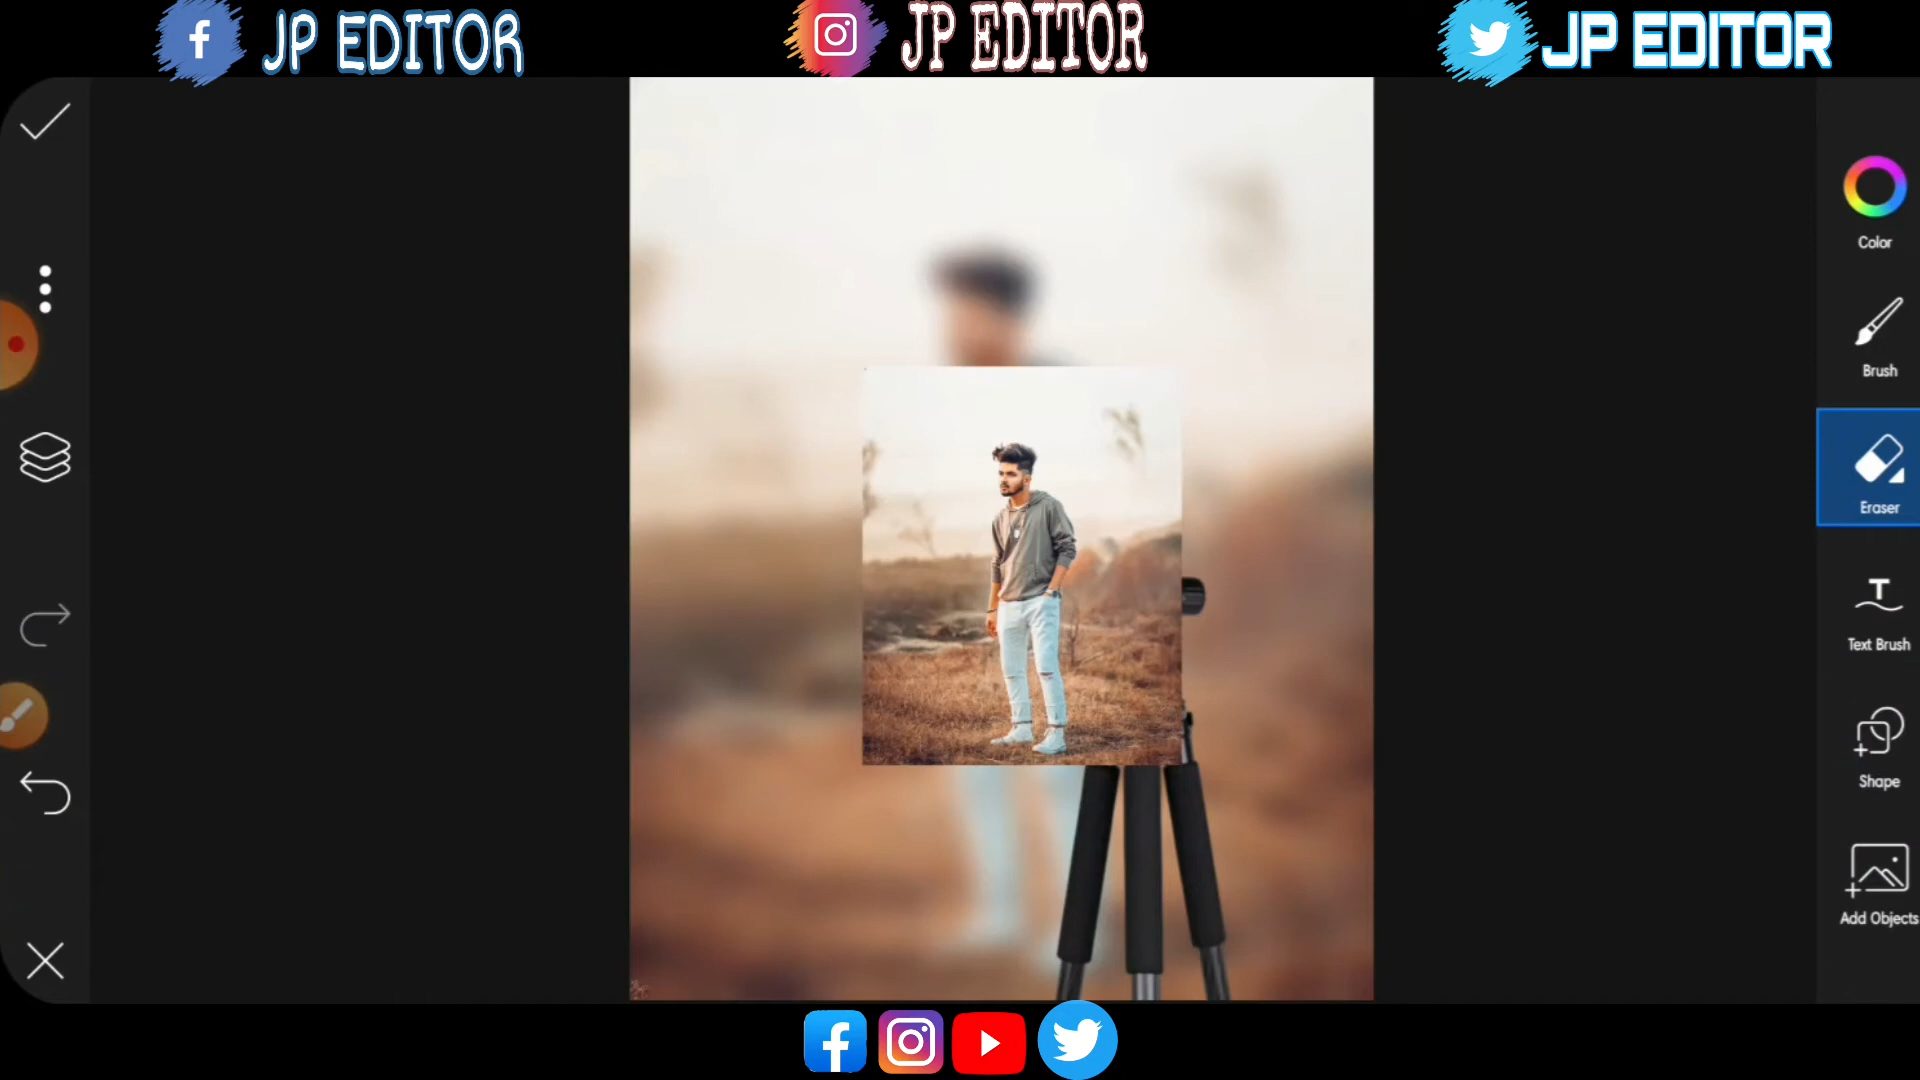 JP EDITOR
JP EDITOR
JP EDITOR
Color
Brush
Eraser
Text Brush
Shape
Add Objects